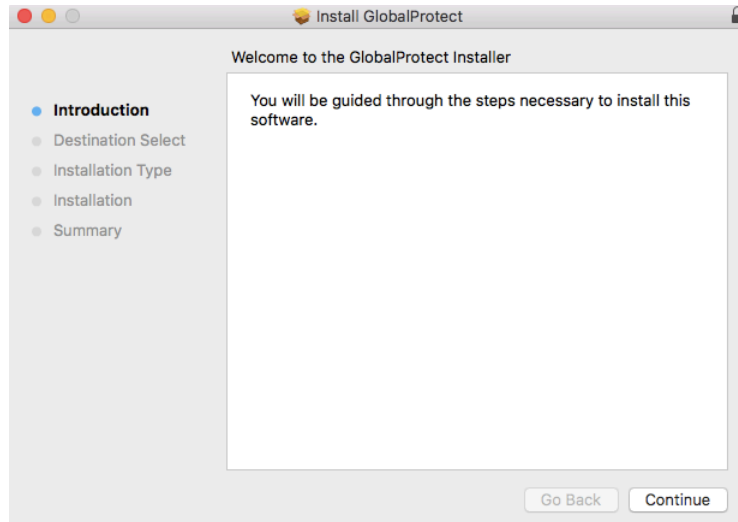 Install GlobalProtect
Welcome to the GlobalProtect Installer
Introduction
Destination Select
Installation Type
Installation
Summary
You will be guided through the steps necessary to install this
software.
Go Back
Continue